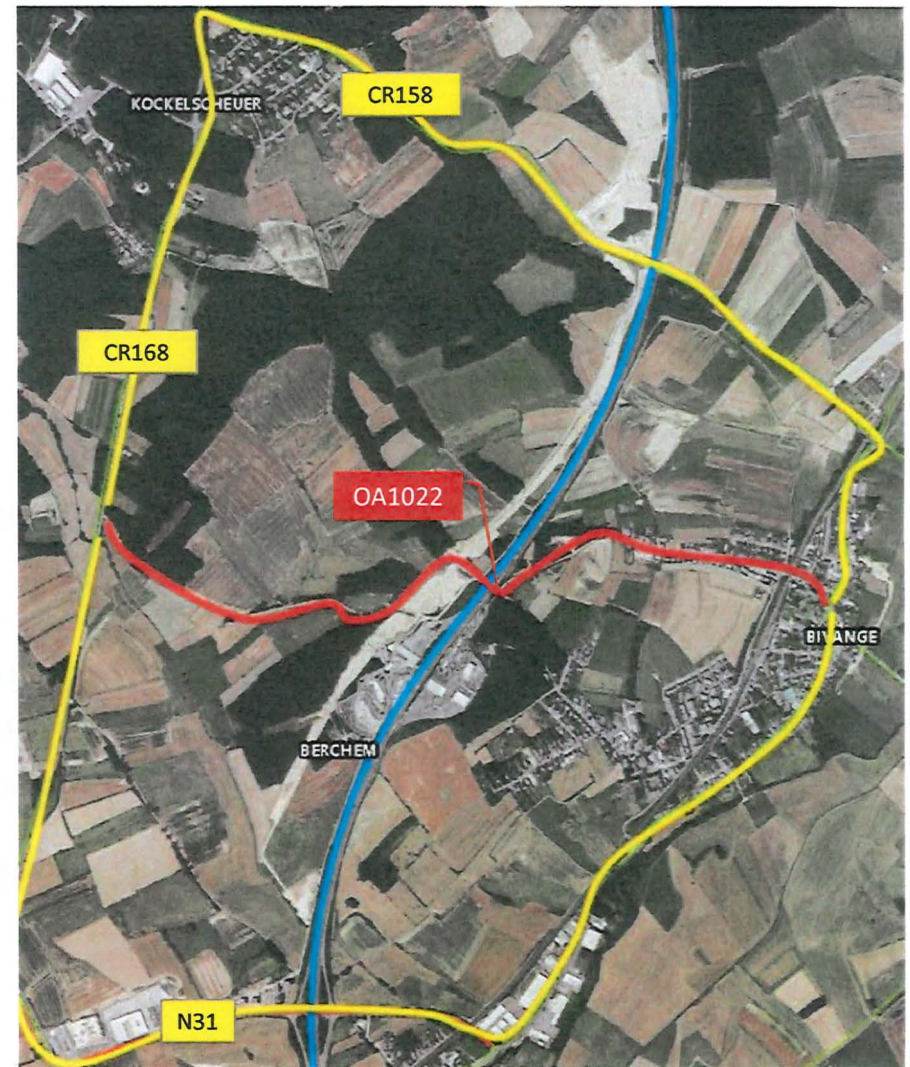 KOCKELSCHEUER
CR158
CR168
OA1022
BIVANGE
BERCHEM
N31